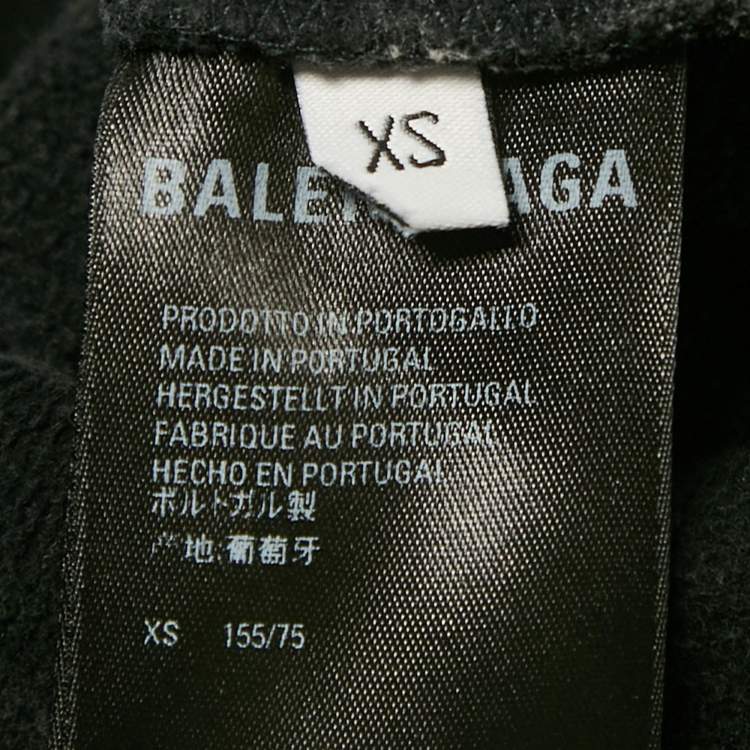 XS
BALENCIAGA
PRODOTTO IN PORTOGALLO
MADE IN PORTUGAL
HERGESTELLT IN PORTUGAL
FABRIQUE AU PORTUGAL
HECHO EN PORTUGAL
ポルトガル製
产地:葡萄牙
XS 155/75